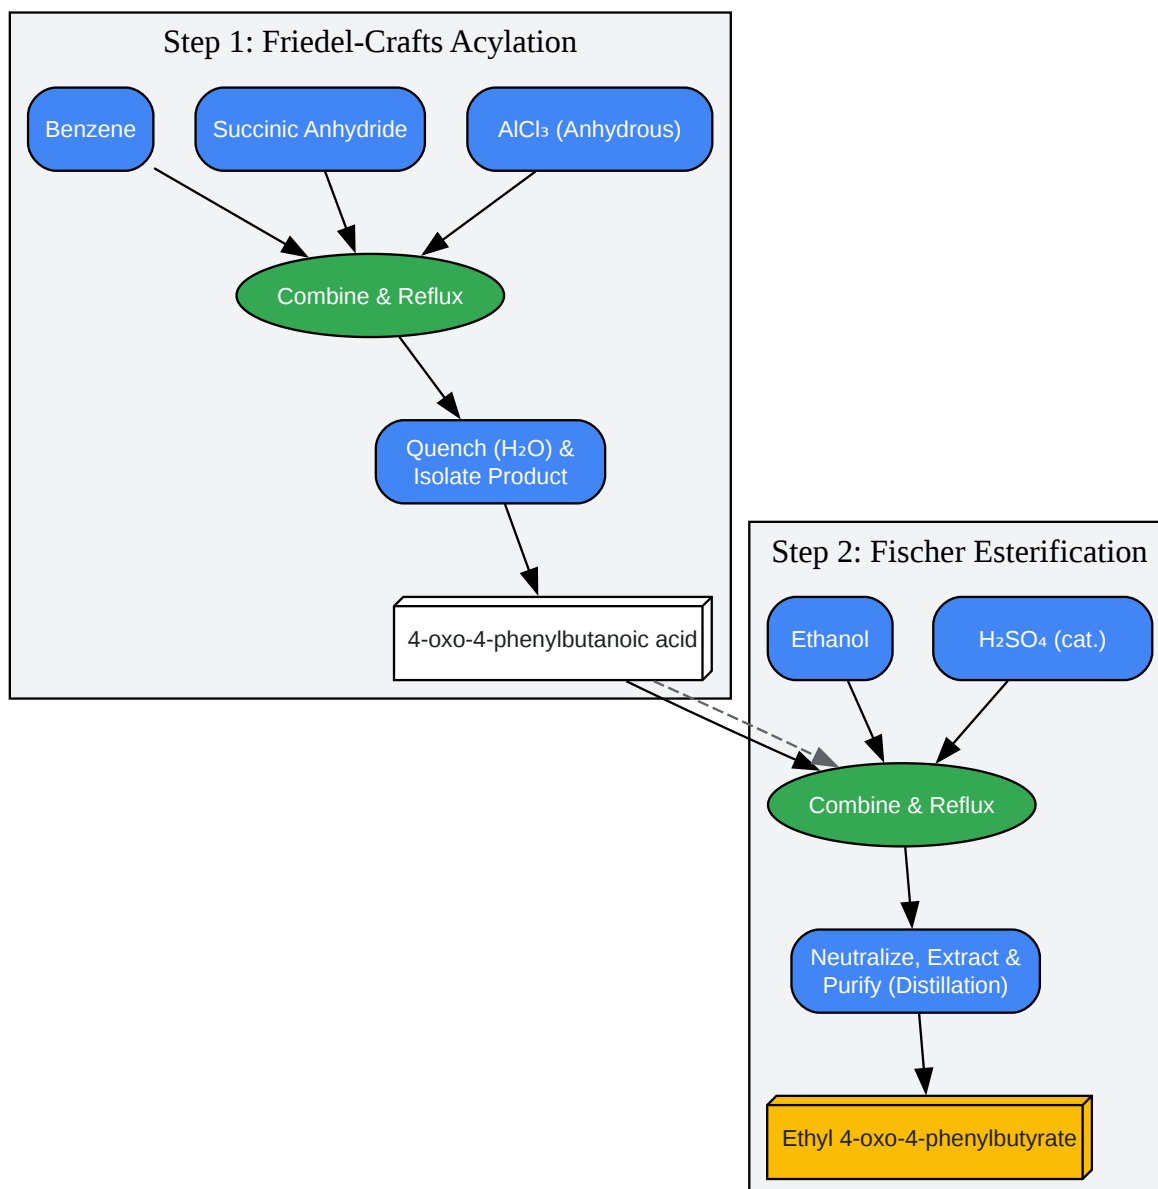 Step 1: Friedel-Crafts Acylation
Benzene
Succinic Anhydride
AlCl₃ (Anhydrous)
Combine & Reflux
Quench (H₂O) &
Isolate Product
4-oxo-4-phenylbutanoic acid
Step 2: Fischer Esterification
Ethanol
H₂SO₄ (cat.)
Combine & Reflux
Neutralize, Extract &
Purify (Distillation)
Ethyl 4-oxo-4-phenylbutyrate